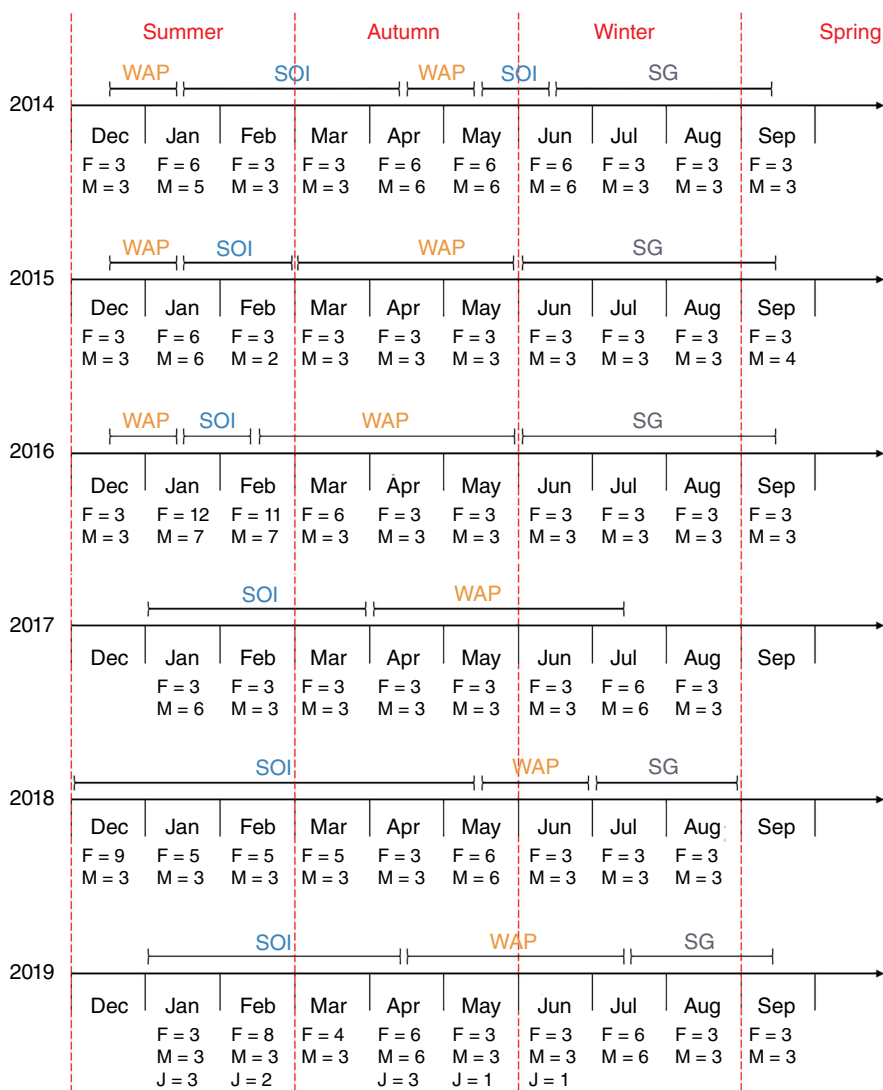 Summer Autumn Winter Spring
WAP SOI WAP SOI SG
2014
Dec Jan Feb Mar Apr May Jun Jul Aug Sep
F = 3 F = 6 F = 3 F = 3 F = 6 F = 6 F = 6 F = 3 F = 3 F = 3
M = 3 M = 5 M = 3 M = 3 M = 6 M = 6 M = 6 M = 3 M = 3 M = 3
WAP SOI WAP SG
2015
Dec Jan Feb Mar Apr May Jun Jul Aug Sep
F = 3 F = 6 F = 3 F = 3 F = 3 F = 3 F = 3 F = 3 F = 3 F = 3
M = 3 M = 6 M = 2 M = 3 M = 3 M = 3 M = 3 M = 3 M = 3 M = 4
WAP SOI WAP SG
2016
Dec Jan Feb Mar Apr May Jun Jul Aug Sep
F = 3 F = 12 F = 11 F = 6 F = 3 F = 3 F = 3 F = 3 F = 3 F = 3
M = 3 M = 7 M = 7 M = 3 M = 3 M = 3 M = 3 M = 3 M = 3 M = 3
SOI WAP
2017
Dec Jan Feb Mar Apr May Jun Jul Aug Sep
F = 3 F = 3 F = 3 F = 3 F = 3 F = 3 F = 6 F = 3
M = 6 M = 3 M = 3 M = 3 M = 3 M = 3 M = 6 M = 3
SOI WAP SG
2018
Dec Jan Feb Mar Apr May Jun Jul Aug Sep
F = 9 F = 5 F = 5 F = 5 F = 3 F = 6 F = 3 F = 3 F = 3
M = 3 M = 3 M = 3 M = 3 M = 3 M = 6 M = 3 M = 3 M = 3
SOI WAP SG
2019
Dec Jan Feb Mar Apr May Jun Jul Aug Sep
F = 3 F = 8 F = 4 F = 6 F = 3 F = 3 F = 6 F = 3 F = 3
M = 3 M = 3 M = 3 M = 6 M = 3 M = 3 M = 6 M = 3 M = 3
J = 3 J = 2 J = 3 J = 1 J = 1